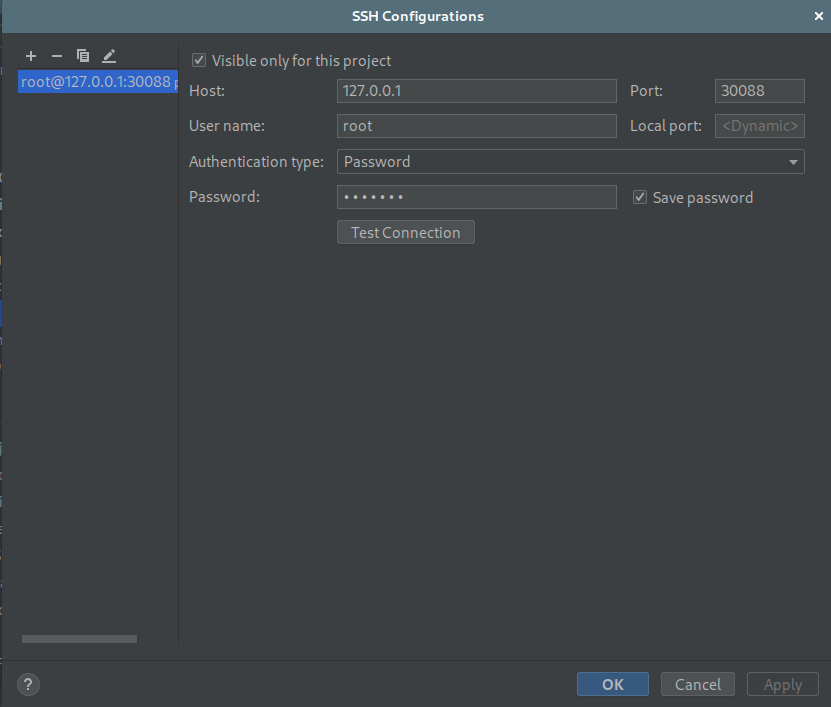 SSH Configurations
Visible only for this project
root@127.0.0.1:30088
Host: 127.0.0.1 Port: 30088
User name: root Local port: <Dynamic>
Authentication type: Password
Password: ••••••• Save password
Test Connection
? OK Cancel Apply